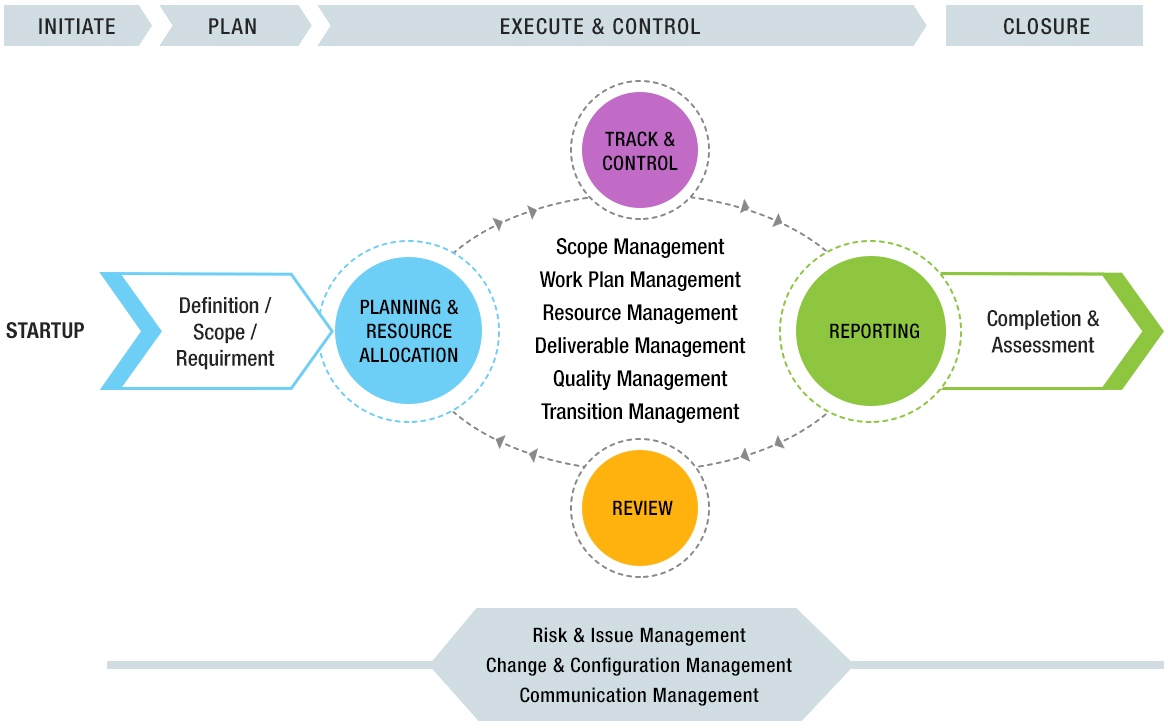 INITIATE
PLAN
EXECUTE & CONTROL
CLOSURE
TRACK &
CONTROL
STARTUP
Definition /
Scope /
Requirment
PLANNING &
RESOURCE
ALLOCATION
Scope Management
Work Plan Management
Resource Management
Deliverable Management
Quality Management
Transition Management
REPORTING
Completion &
Assessment
REVIEW
Risk & Issue Management
Change & Configuration Management
Communication Management